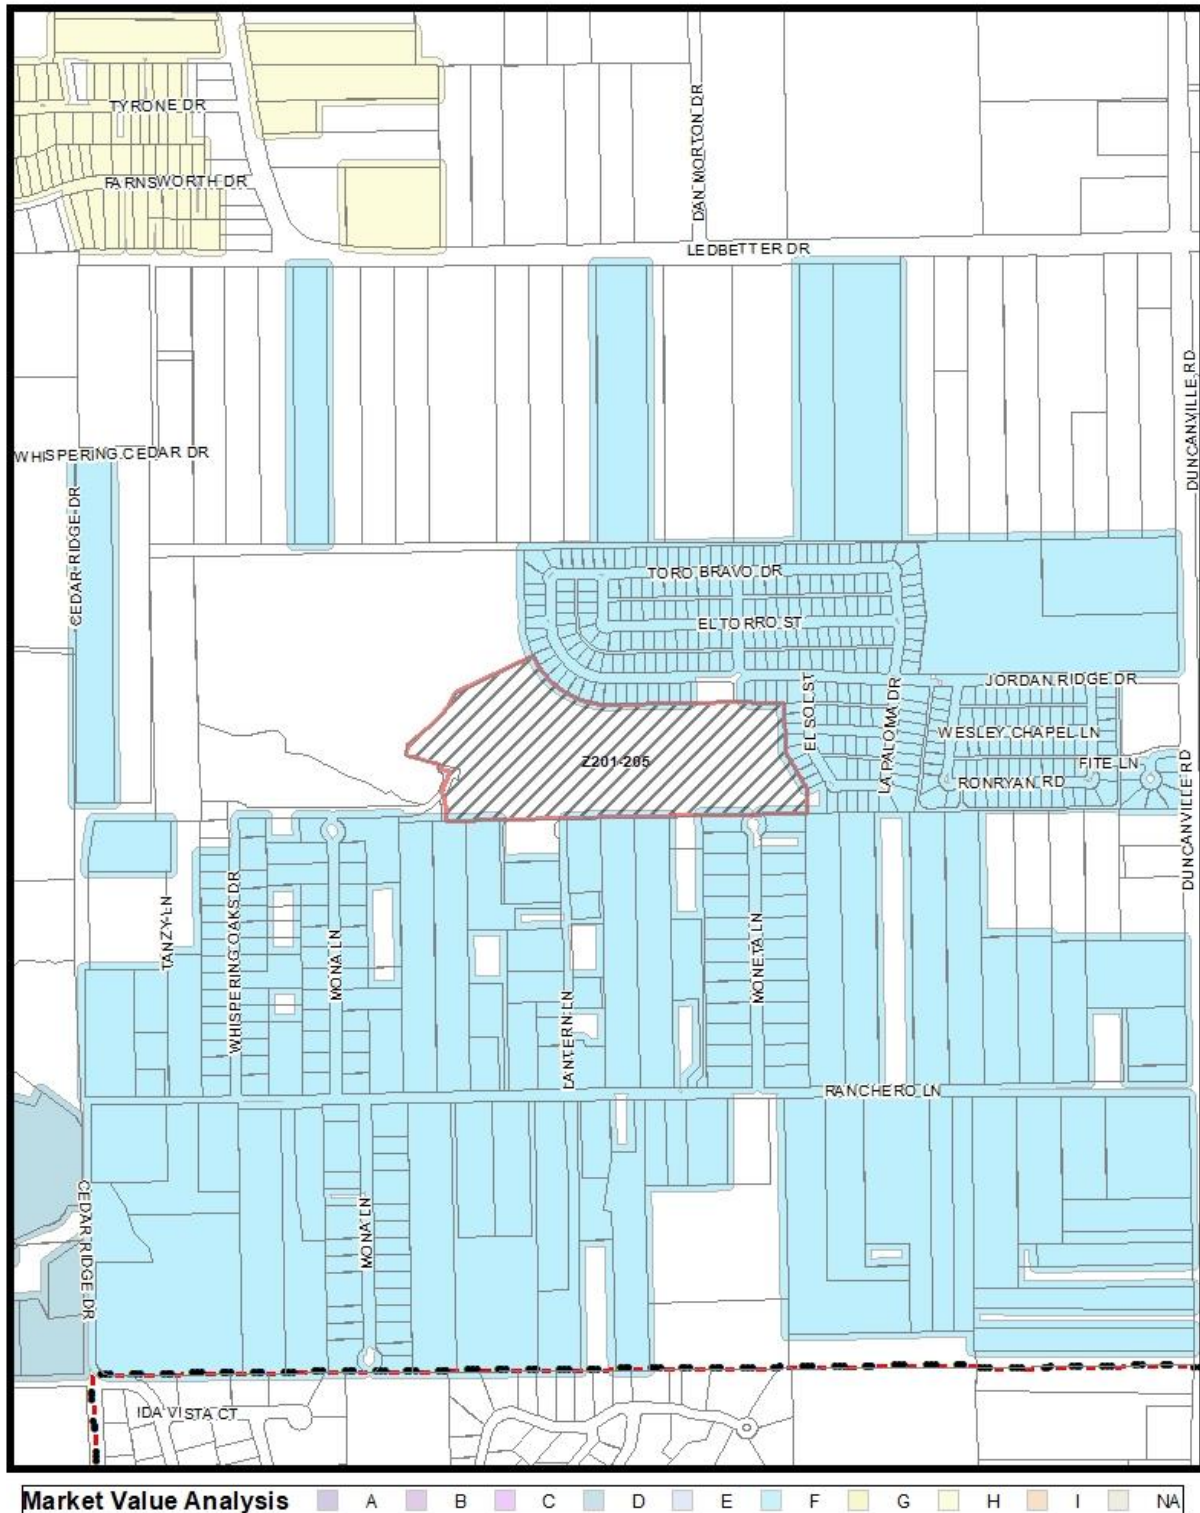 TYRONE DR
DAN MORTON DR
FARNSWORTH DR
LEDBETTER DR
DUNCANVILLE RD
WHISPERING CEDAR DR
CEDAR RIDGE DR
TORO BRAVO DR
EL TORRO ST
JORDAN RIDGE DR
EL SOL ST
LA PALOMA DR
WESLEY CHAPEL LN
Z201-205
FITE LN
RONRYAN RD
DUNCANVILLE RD
TANZY LN
WHISPERING OAKS DR
MONA LN
LANTERN LN
MONETA LN
RANCHERO LN
CEDAR RIDGE DR
MONA LN
IDA VISTA CT
Market Value Analysis A B C D E F G H I NA